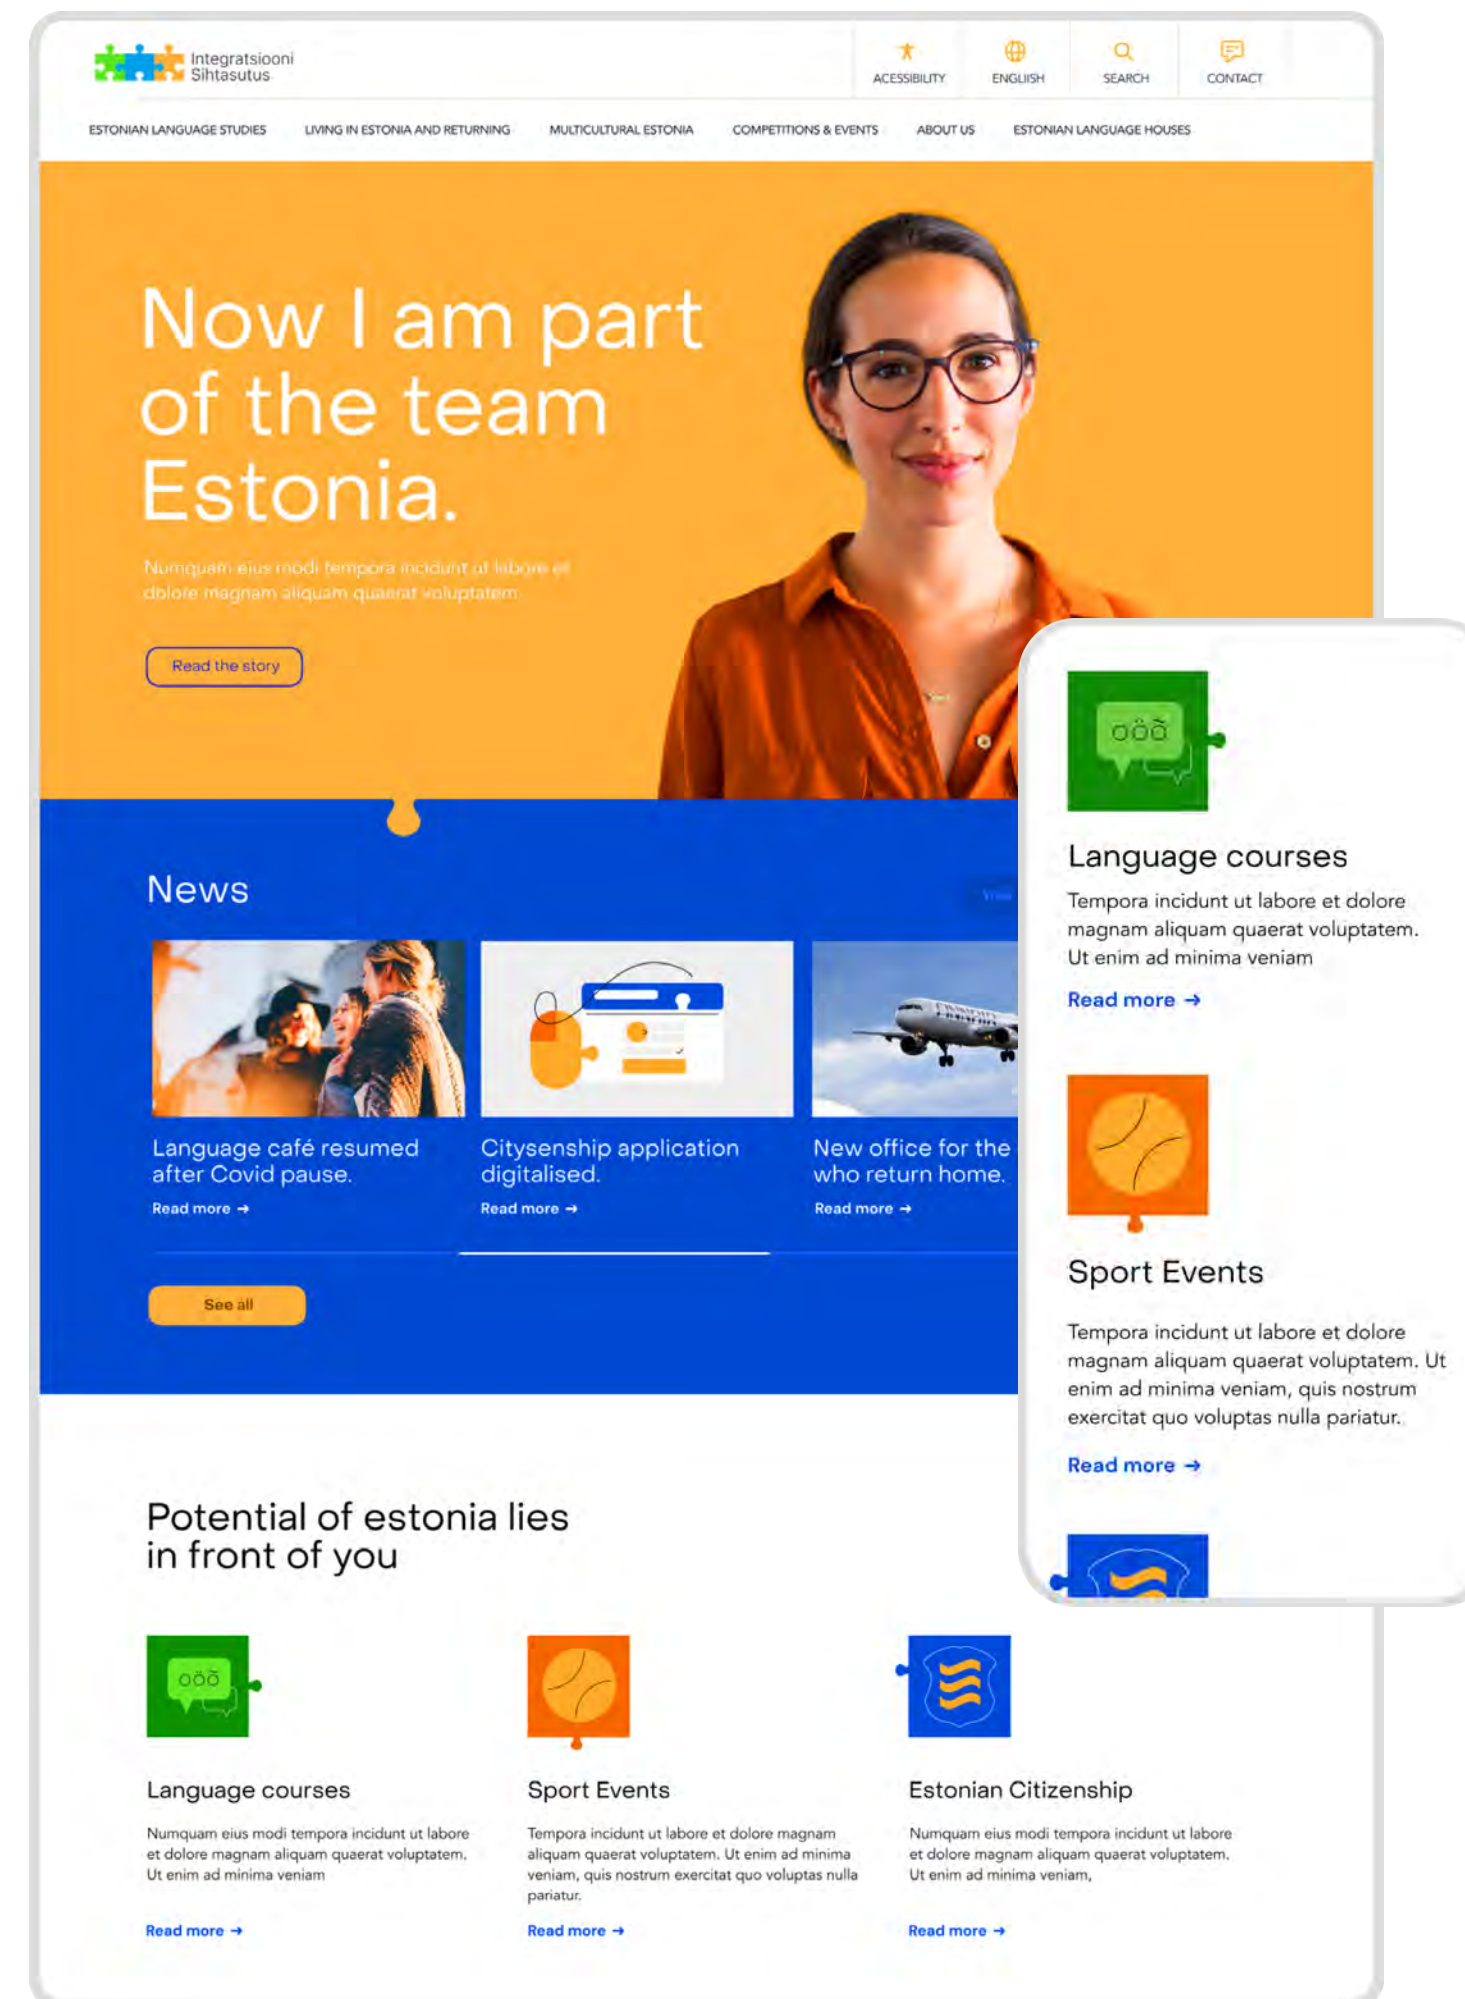 Integratsiooni
Sihtasutus
ACESSIBILITY
ENGLIISH
SEARCH
CONTACT
ESTONIAN LANGUAGE STUDIES
LIVING IN ESTONIA AND RETURNING
MULTICULTURAL ESTONIA
COMPETITIONS & EVENTS
ABOUT US
ESTONIAN LANGUAGE HOUSES
Now I am part
of the team
Estonia.
Numquam eius modi tempora incidunt ut labore et
dolore magnam aliquam quaerat voluptatem
Read the story
News
View
Language café resumed
after Covid pause.
Read more →
Citysenship application
digitalised.
Read more →
New office for the
who return home.
Read more →
See all
Potential of estonia lies
in front of you
oöõ
Language courses
Numquam eius modi tempora incidunt ut labore
et dolore magnam aliquam quaerat voluptatem.
Ut enim ad minima veniam
Read more →
Sport Events
Tempora incidunt ut labore et dolore magnam
aliquam quaerat voluptatem. Ut enim ad minima
veniam, quis nostrum exercitat quo voluptas nulla
pariatur.
Read more →
Estonian Citizenship
Numquam eius modi tempora incidunt ut labore
et dolore magnam aliquam quaerat voluptatem.
Ut enim ad minima veniam,
Read more →
oöõ
Language courses
Tempora incidunt ut labore et dolore
magnam aliquam quaerat voluptatem.
Ut enim ad minima veniam
Read more →
Sport Events
Tempora incidunt ut labore et dolore
magnam aliquam quaerat voluptatem. Ut
enim ad minima veniam, quis nostrum
exercitat quo voluptas nulla pariatur.
Read more →